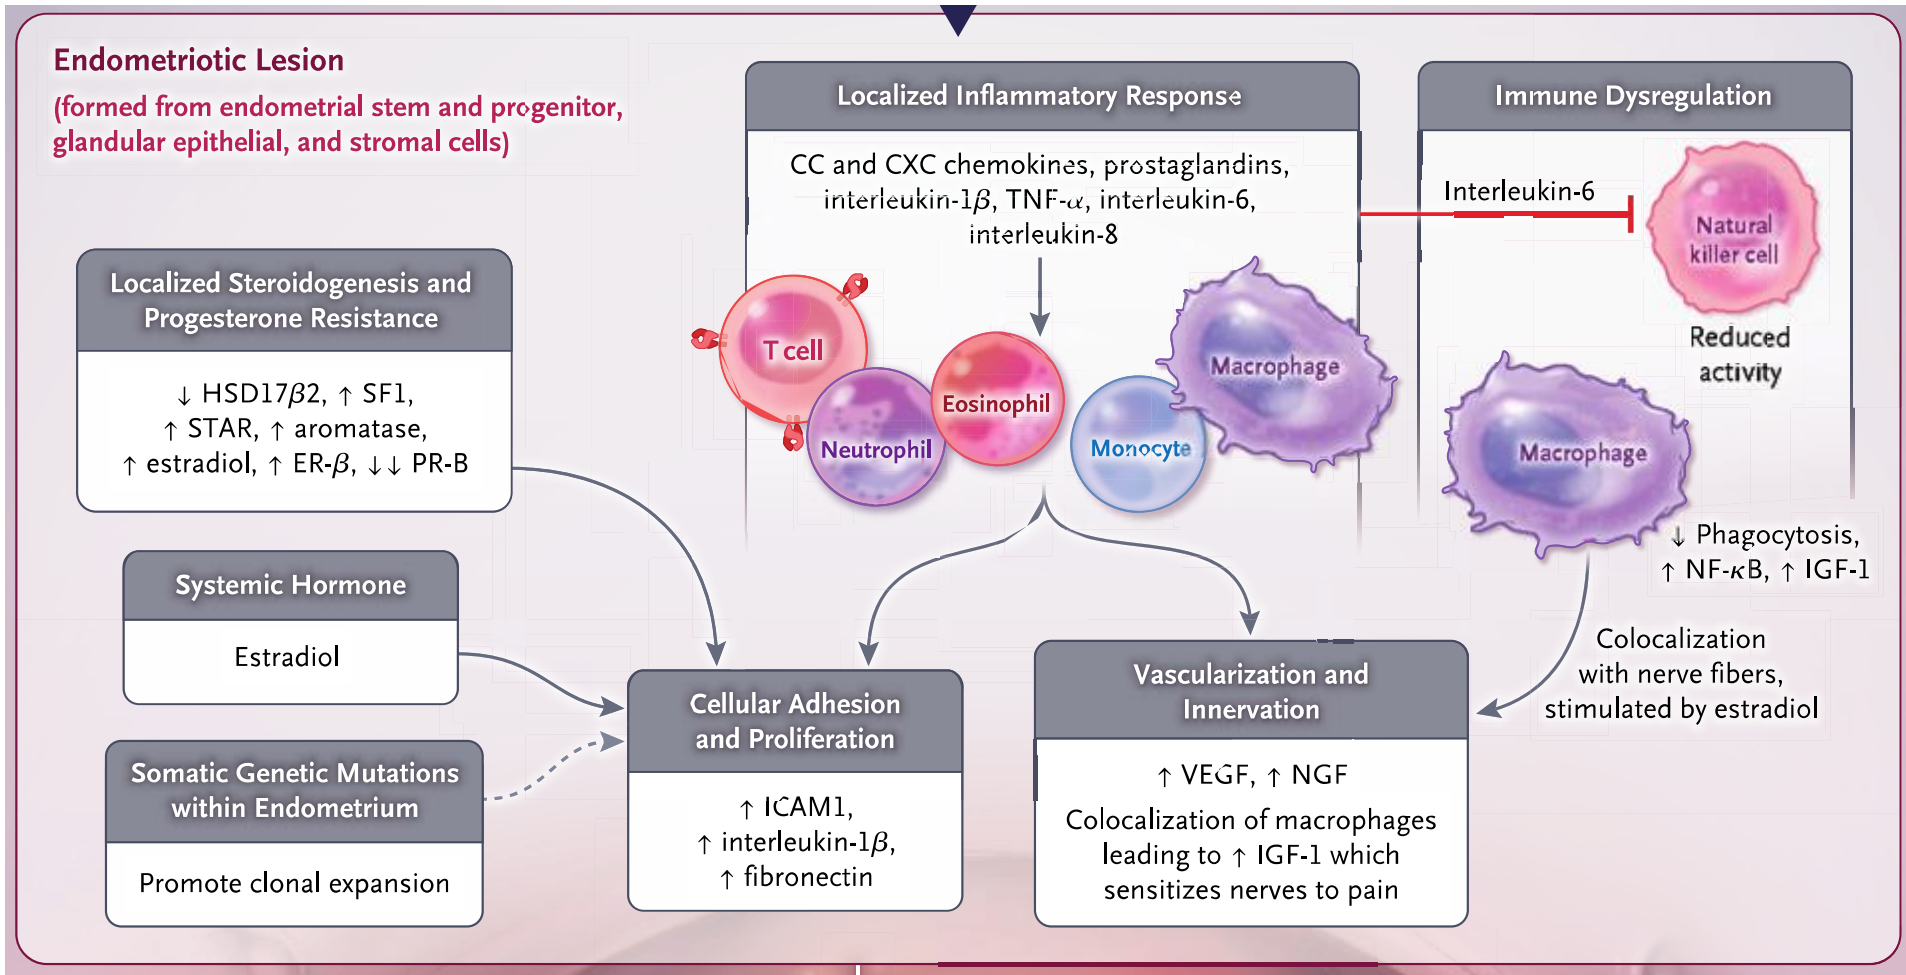 Endometriotic Lesion
(formed from endometrial stem and progenitor,
glandular epithelial, and stromal cells)
Localized Inflammatory Response
CC and CXC chemokines, prostaglandins,
interleukin-1β, TNF-α, interleukin-6,
interleukin-8
T cell
Neutrophil
Eosinophil
Monocyte
Macrophage
Immune Dysregulation
Interleukin-6
Natural
killer cell
Reduced
activity
Macrophage
↓ Phagocytosis,
↑ NF-κB, ↑ IGF-1
Colocalization
with nerve fibers,
stimulated by estradiol
Localized Steroidogenesis and
Progesterone Resistance
↓ HSD17β2, ↑ SF1,
↑ STAR, ↑ aromatase,
↑ estradiol, ↑ ER-β, ↓↓ PR-B
Systemic Hormone
Estradiol
Somatic Genetic Mutations
within Endometrium
Promote clonal expansion
Cellular Adhesion
and Proliferation
↑ ICAM1,
↑ interleukin-1β,
↑ fibronectin
Vascularization and
Innervation
↑ VEGF, ↑ NGF
Colocalization of macrophages
leading to ↑ IGF-1 which
sensitizes nerves to pain